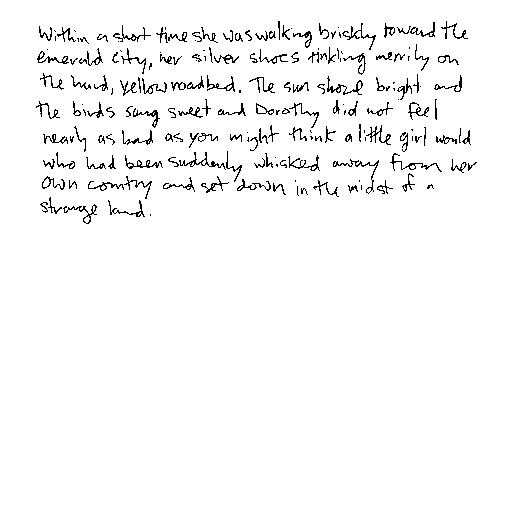 Within a short time she was walking briskly toward the
emerald city, her silver shoes tinkling merrily on
the hard, yellow roadbed. The sun shone bright and
the birds sang sweet and Dorothy did not feel
nearly as bad as you might think a little girl would
who had been suddenly whisked away from her
own country and set down in the midst of a
strange land.